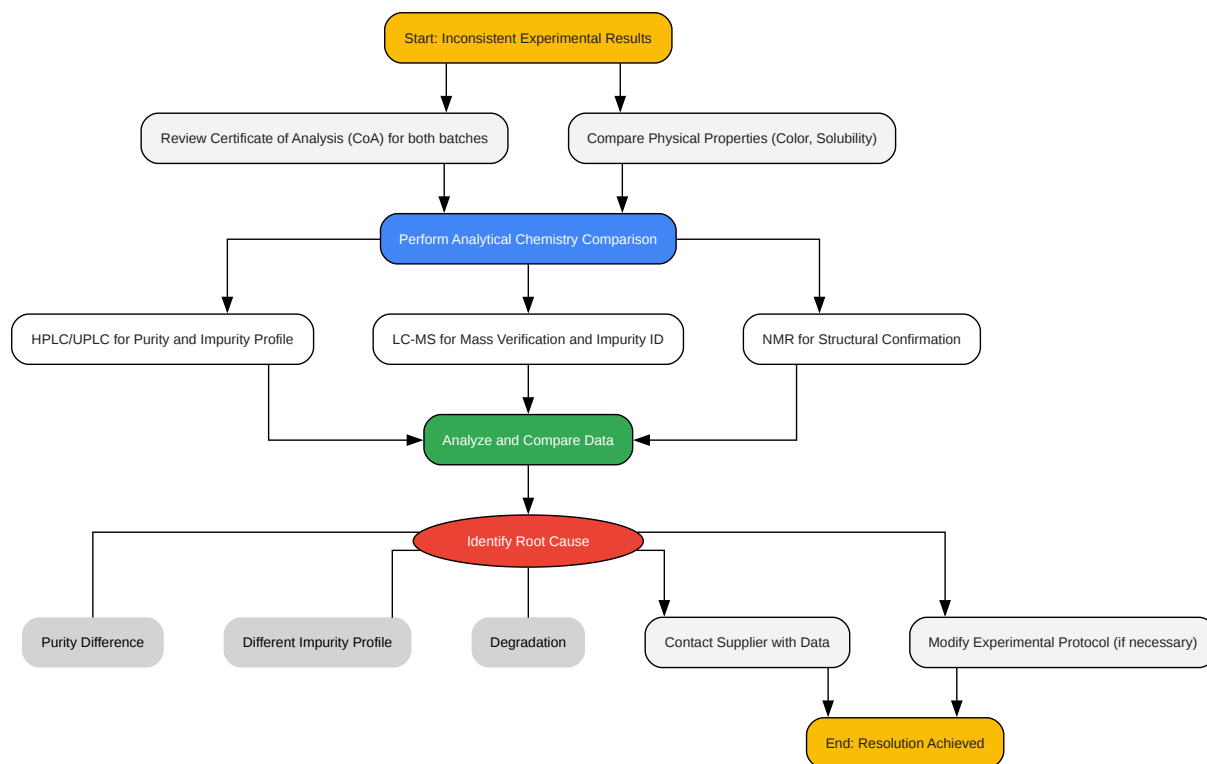 Start: Inconsistent Experimental Results
Review Certificate of Analysis (CoA) for both batches
Compare Physical Properties (Color, Solubility)
Perform Analytical Chemistry Comparison
HPLC/UPLC for Purity and Impurity Profile
LC-MS for Mass Verification and Impurity ID
NMR for Structural Confirmation
Analyze and Compare Data
Identify Root Cause
Purity Difference
Different Impurity Profile
Degradation
Contact Supplier with Data
Modify Experimental Protocol (if necessary)
End: Resolution Achieved